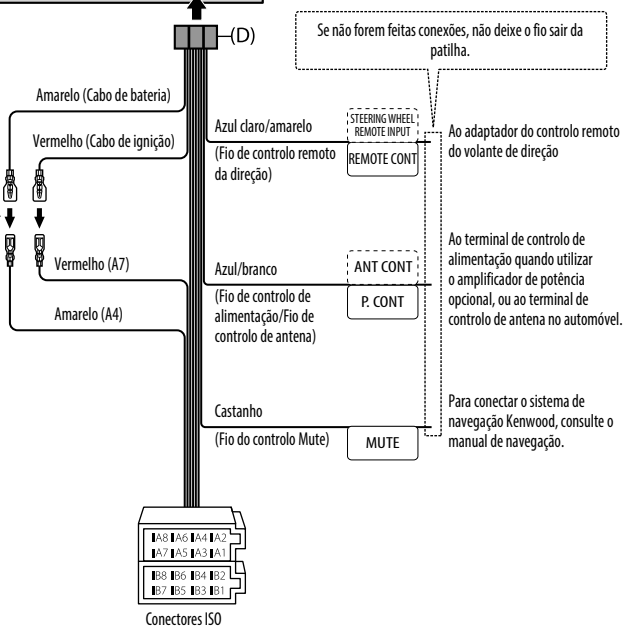 (D)
Se não forem feitas conexões, não deixe o fio sair da
patilha.
Amarelo (Cabo de bateria)
Vermelho (Cabo de ignição)
Azul claro/amarelo
(Fio de controlo remoto
da direção)
STEERING WHEEL
REMOTE INPUT
REMOTE CONT
Ao adaptador do controlo remoto
do volante de direção
Vermelho (A7)
Amarelo (A4)
Azul/branco
(Fio de controlo de
alimentação/Fio de
controlo de antena)
ANT CONT
P. CONT
Ao terminal de controlo de
alimentação quando utilizar
o amplificador de potência
opcional, ou ao terminal de
controlo de antena no automóvel.
Castanho
(Fio do controlo Mute)
MUTE
Para conectar o sistema de
navegação Kenwood, consulte o
manual de navegação.
A8 A6 A4 A2
A7 A5 A3 A1
B8 B6 B4 B2
B7 B5 B3 B1
Conectores ISO